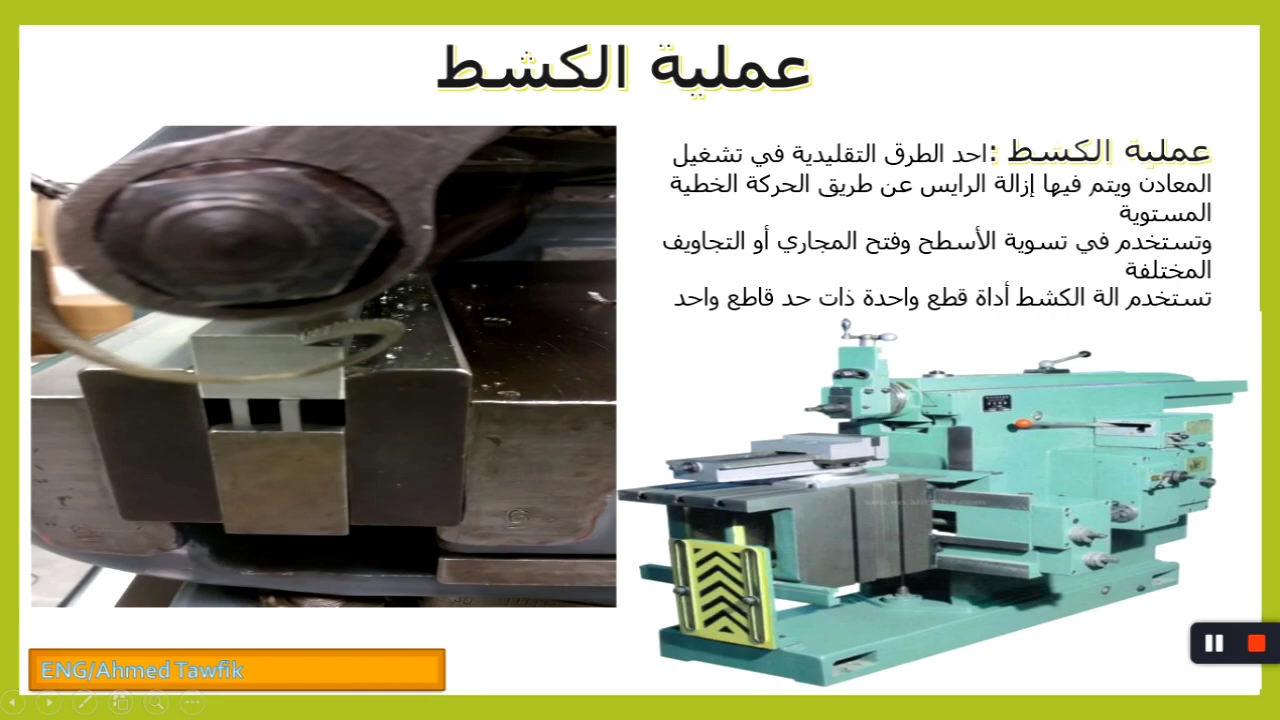 عملية الكشط
عملية الكشط :احد الطرق التقليدية في تشغيل
المعادن ويتم فيها إزالة الرايس عن طريق الحركة الخطية
المستوية
وتستخدم في تسوية الأسطح وفتح المجاري أو التجاويف
المختلفة
تستخدم الة الكشط أداة قطع واحدة ذات حد قاطع واحد
ENG/Ahmed Tawfik